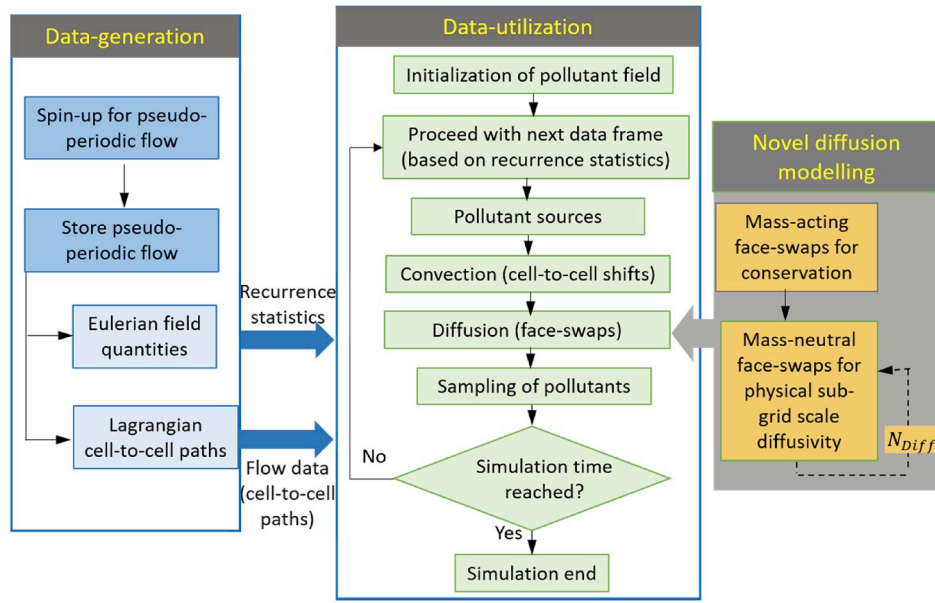 Data-generation
Spin-up for pseudo-
periodic flow
Store pseudo-
periodic flow
Eulerian field
quantities
Lagrangian
cell-to-cell paths
Recurrence
statistics
Flow data
(cell-to-cell
paths)
Data-utilization
Initialization of pollutant field
Proceed with next data frame
(based on recurrence statistics)
Pollutant sources
Convection (cell-to-cell shifts)
Diffusion (face-swaps)
Sampling of pollutants
Simulation time
reached?
No
Yes
Simulation end
Novel diffusion
modelling
Mass-acting
face-swaps for
conservation
Mass-neutral
face-swaps for
physical sub-
grid scale
diffusivity
N_{Diff}